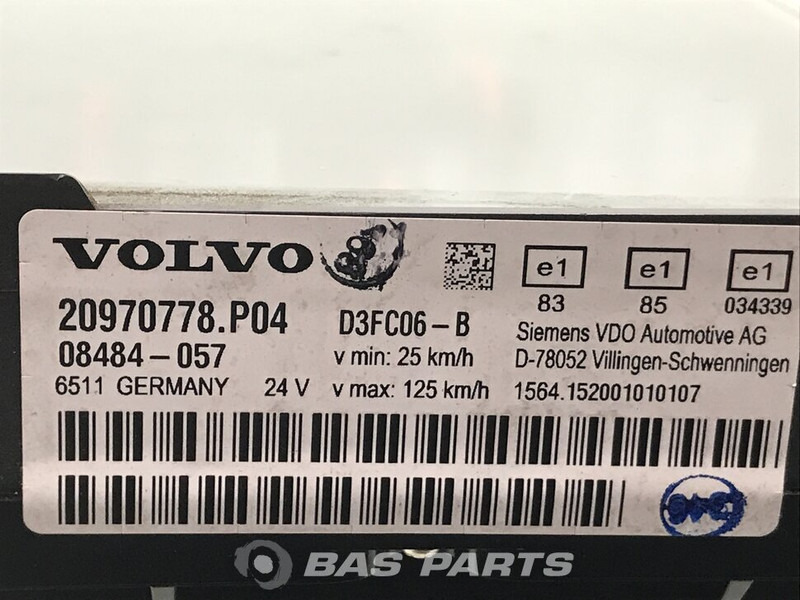 VOLVO
e1 e1 e1
83 85 034339
20970778.P04 D3FC06-B Siemens VDO Automotive AG
08484-057 v min: 25 km/h D-78052 Villingen-Schwenningen
6511 GERMANY 24 V v max: 125 km/h 1564.152001010107
BAS PARTS